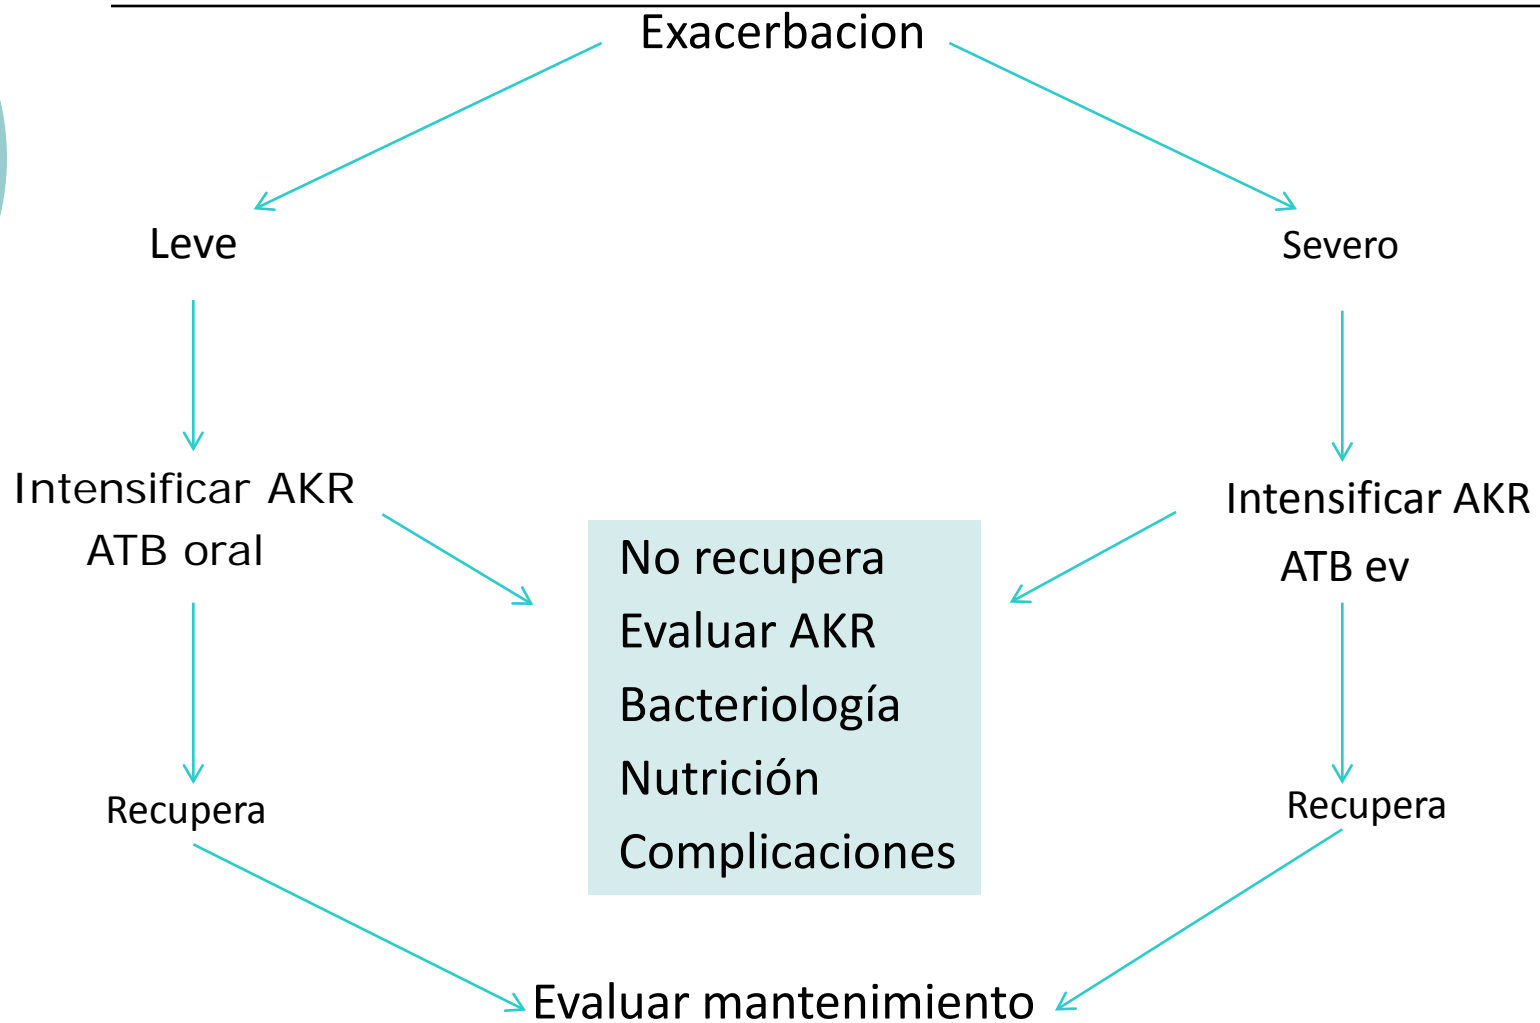 Exacerbacion
Leve
Severo
Intensificar AKR
ATB oral
Intensificar AKR
ATB ev
No recupera
Evaluar AKR
Bacteriología
Nutrición
Complicaciones
Recupera
Recupera
Evaluar mantenimiento